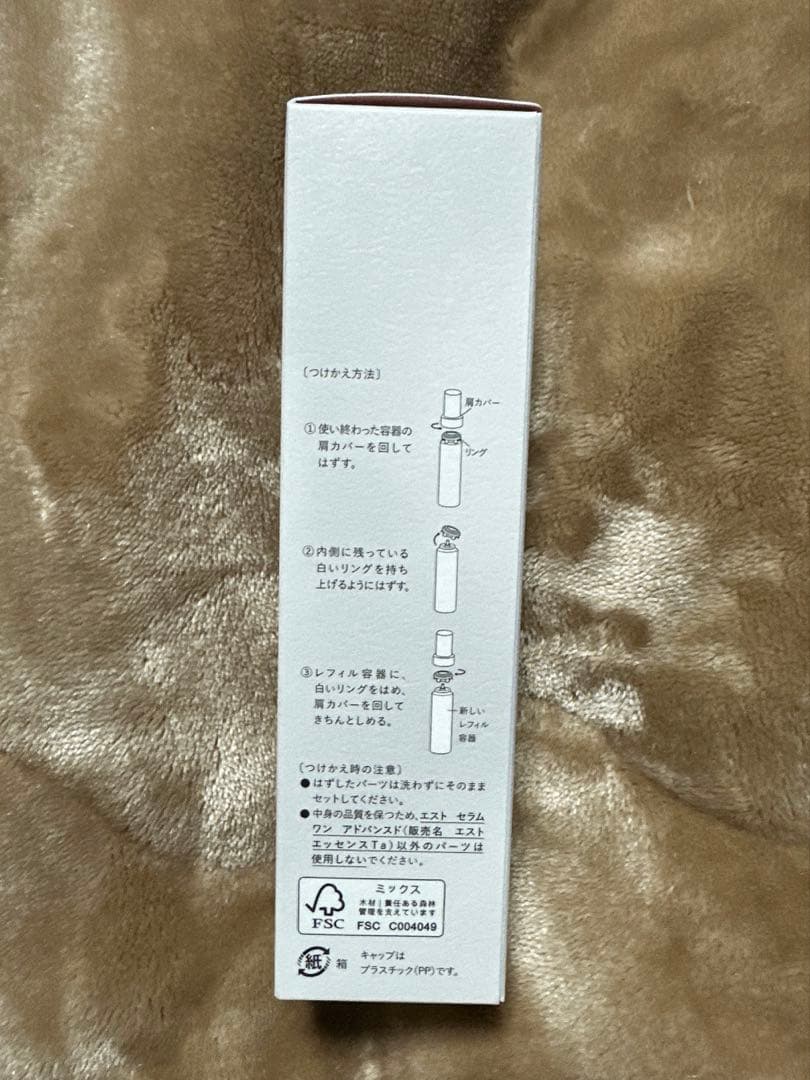 〔つけかえ方法〕
肩カバー
①使い終わった容器の
肩カバーを回して
はずす。
リング
②内側に残っている
白いリングを持ち
上げるようにはずす。
③レフィル容器に、
白いリングをはめ、
肩カバーを回して
きちんとしめる。
新しい
レフィル
容器
〔つけかえ時の注意〕
●はずしたパーツは洗わずにそのまま
セットしてください。
●中身の品質を保つため、エスト セラム
ワン アドバンスド(販売名 エスト
エッセンスTa)以外のパーツは
使用しないでください。
ミックス
木材|責任ある森林
管理を支えています
FSC
FSC C004049
紙 箱
キャップは
プラスチック(PP)です。